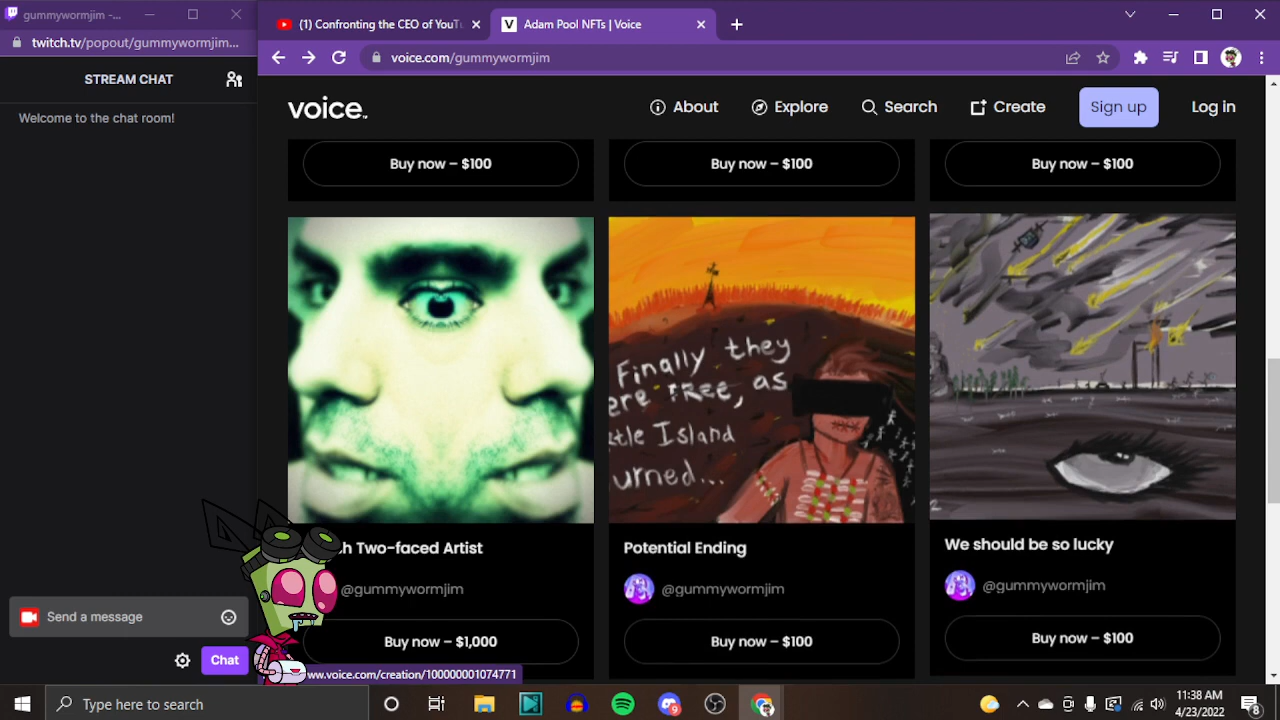 gummywormjim -...
twitch.tv/popout/gummywormjim...
STREAM CHAT
Welcome to the chat room!
Send a message
Chat
(1) Confronting the CEO of YouTu
V Adam Pool NFTs | Voice
voice.com/gummywormjim
voice.
About
Explore
Search
Create
Sign up
Log in
Buy now – $100
Buy now – $100
Buy now – $100
Finally they
ere FREE, as
ttle Island
urned...
h Two-faced Artist
Potential Ending
We should be so lucky
@gummywormjim
@gummywormjim
@gummywormjim
Buy now – $1,000
Buy now – $100
Buy now – $100
ww.voice.com/creation/100000001074771
Type here to search
9
11:38 AM
4/23/2022
8